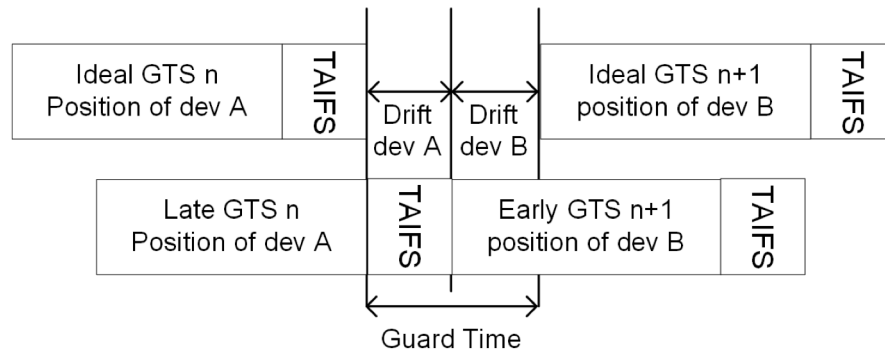 Ideal GTS n
Position of dev A
TAIFS
Drift
dev A
Drift
dev B
Ideal GTS n+1
position of dev B
TAIFS
Late GTS n
Position of dev A
TAIFS
Early GTS n+1
position of dev B
TAIFS
Guard Time